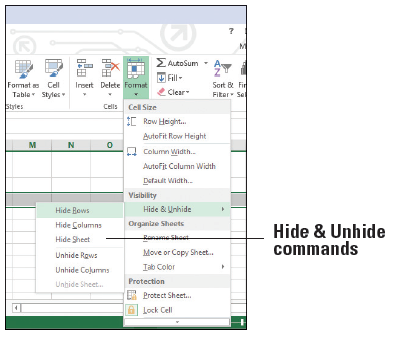 ?
M
AutoSum
Fill
Clear
Format as
Table
Cell
Styles
Insert
Delete
Format
Sort &
Filter
Fin
Sel
Styles
Cells
Cell Size
Row Height...
AutoFit Row Height
Column Width...
AutoFit Column Width
Default Width...
Visibility
Hide & Unhide
Organize Sheets
Rename Sheet
Move or Copy Sheet...
Tab Color
Protection
Protect Sheet...
Lock Cell
M N O
Hide Rows
Hide Columns
Hide Sheet
Unhide Rows
Unhide Columns
Unhide Sheet...
Hide & Unhide
commands